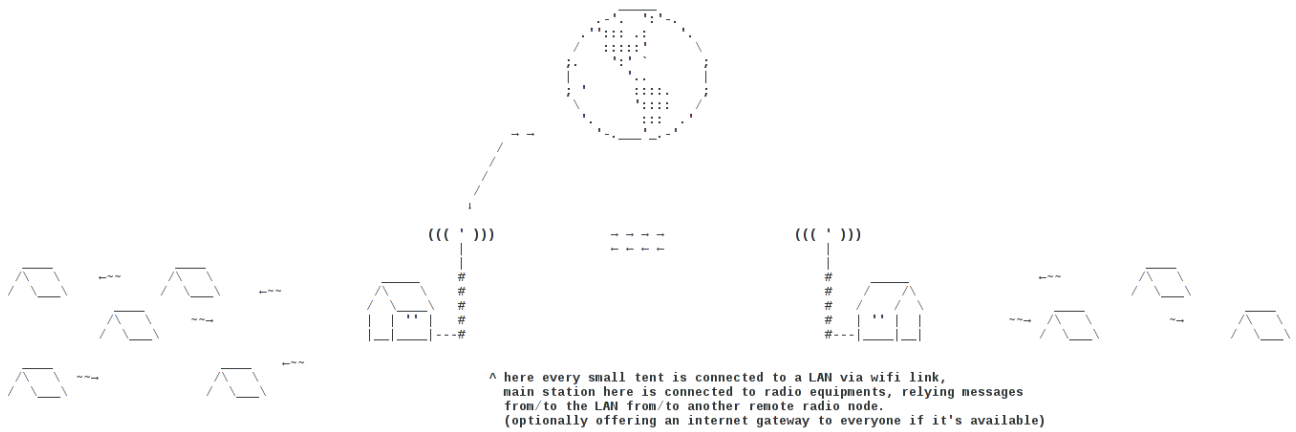 ^ here every small tent is connected to a LAN via wifi link,
main station here is connected to radio equipments, relying messages
from/to the LAN from/to another remote radio node.
(optionally offering an internet gateway to everyone if it's available)